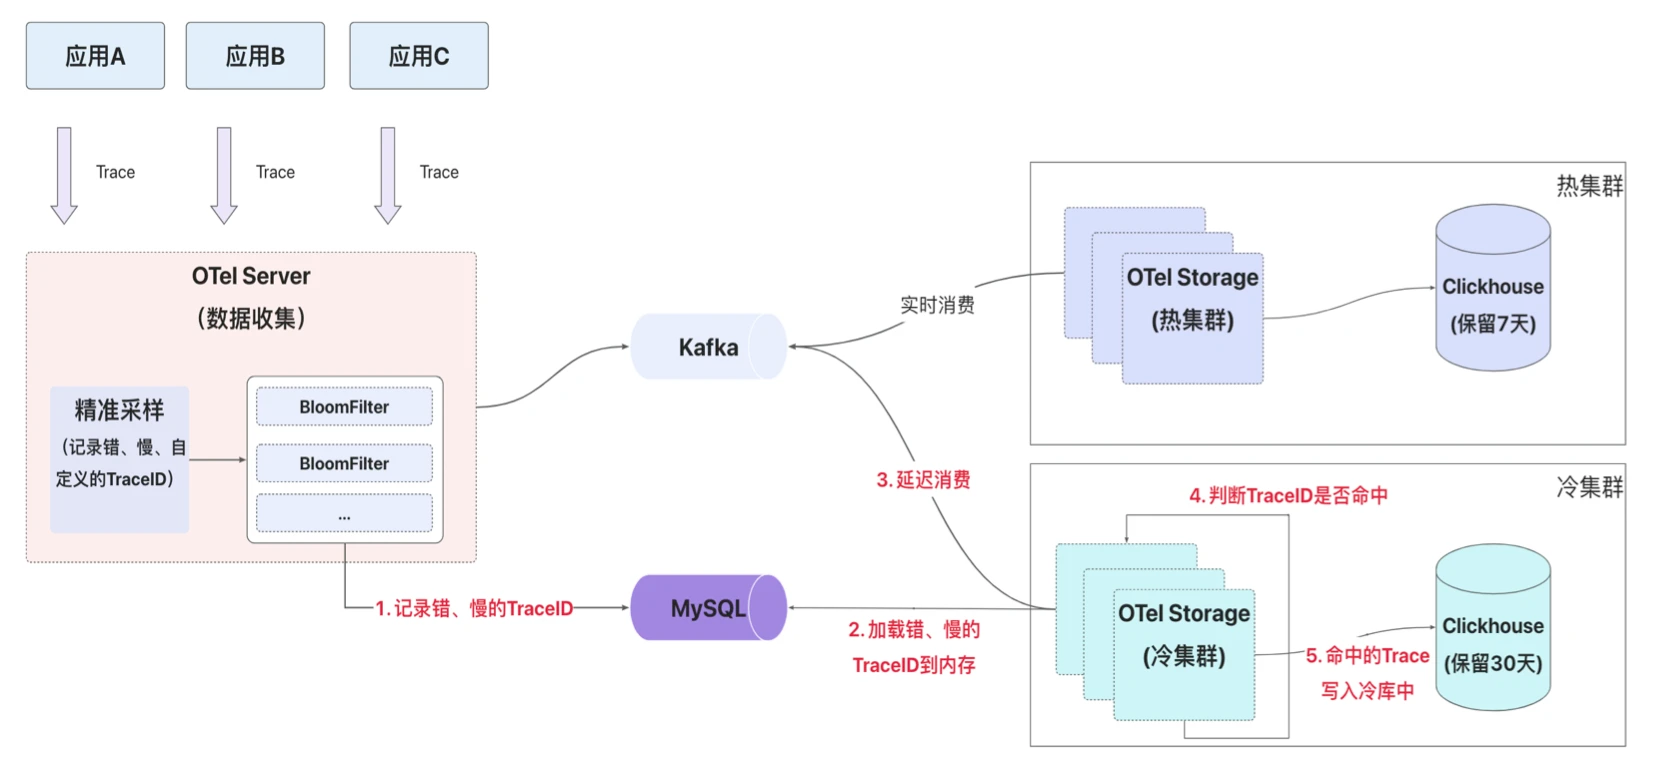 应用A
应用B
应用C
Trace
Trace
Trace
OTel Server
（数据收集）
精准采样
（记录错、慢、自
定义的TraceID）
BloomFilter
BloomFilter
...
Kafka
实时消费
热集群
OTel Storage
(热集群)
Clickhouse
(保留7天)
3. 延迟消费
1. 记录错、慢的TraceID
MySQL
2. 加载错、慢的
TraceID到内存
冷集群
4. 判断TraceID是否命中
OTel Storage
(冷集群)
5. 命中的Trace
写入冷库中
Clickhouse
(保留30天)